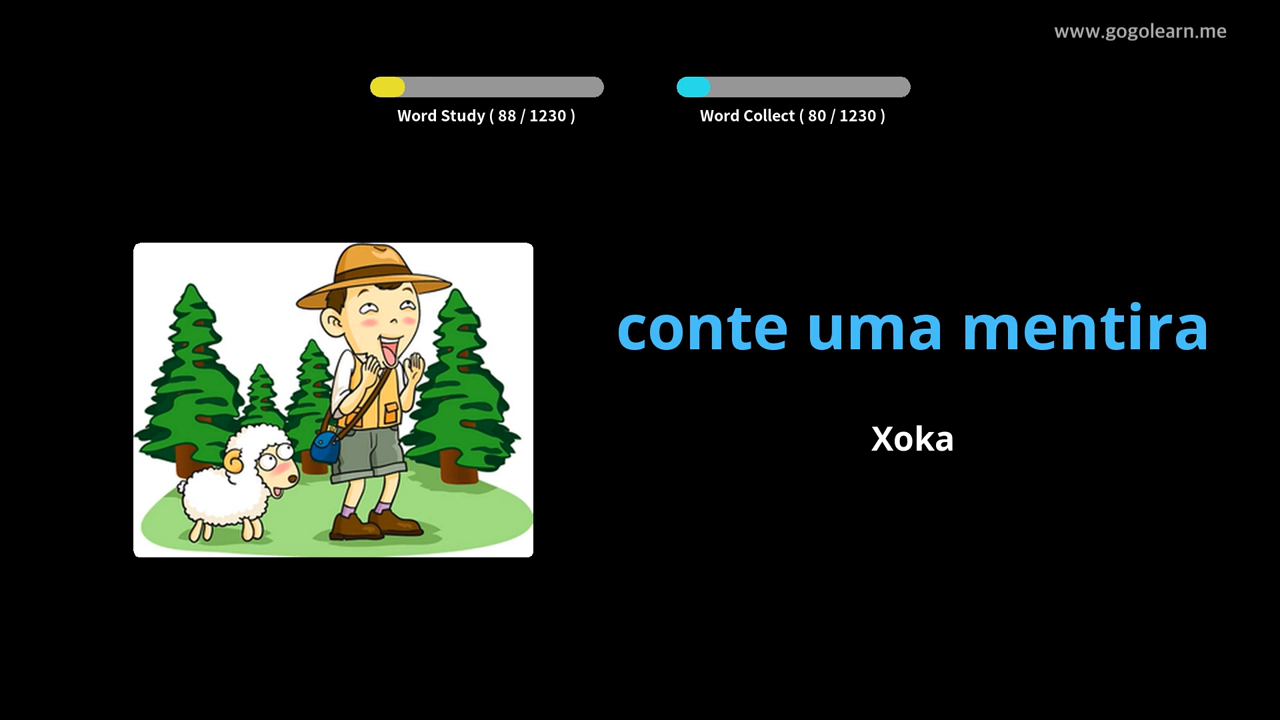 www.gogolearn.me
Word Study ( 88 / 1230 )
Word Collect ( 80 / 1230 )
conte uma mentira
Xoka